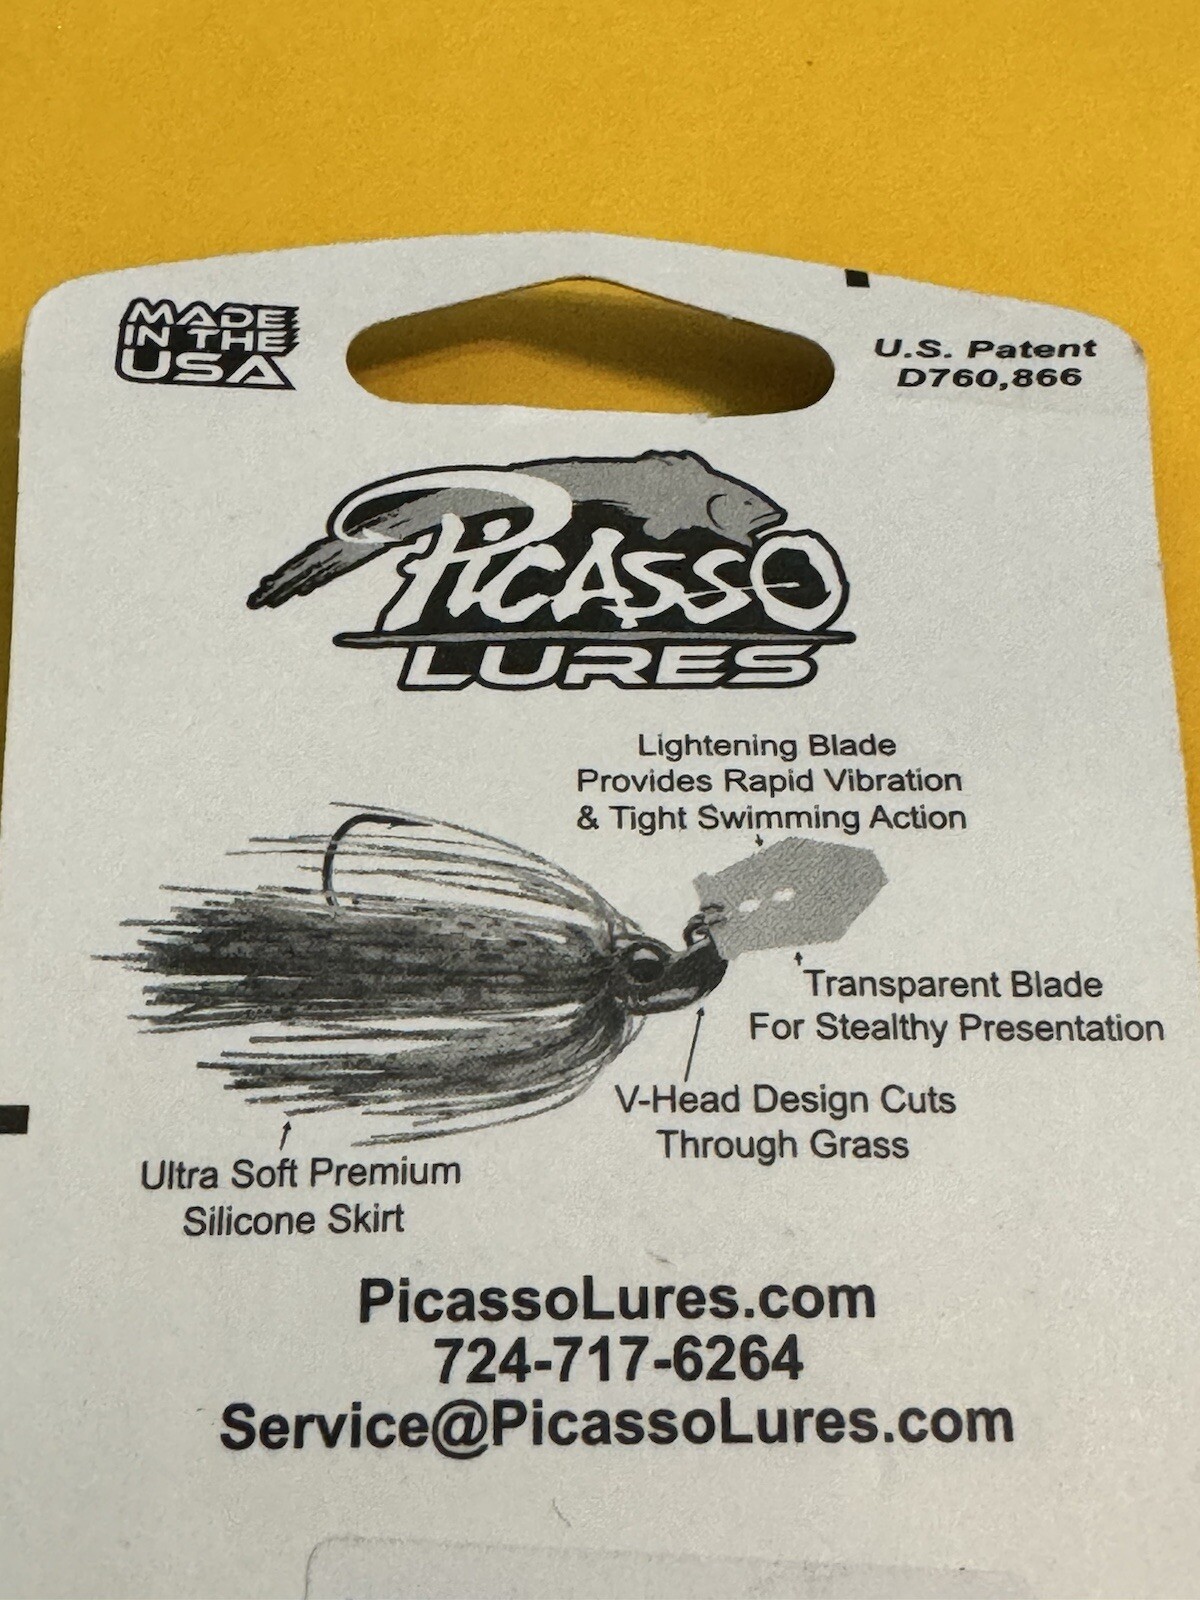 MADE
IN THE
USA
U.S. Patent
D760,866
PICASSO
LURES
Lightening Blade
Provides Rapid Vibration
& Tight Swimming Action
Transparent Blade
For Stealthy Presentation
V-Head Design Cuts
Through Grass
Ultra Soft Premium
Silicone Skirt
PicassoLures.com
724-717-6264
Service@PicassoLures.com